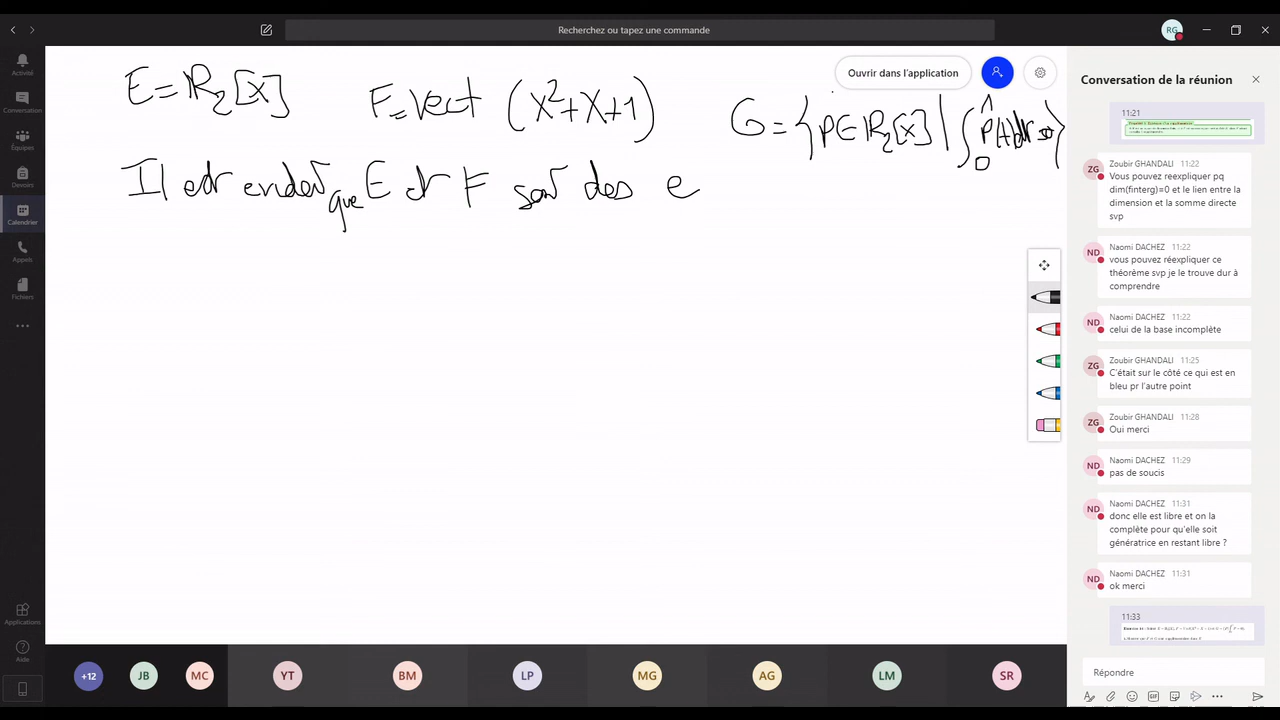 Recherchez ou tapez une commande
RG
Activité
Conversation
Équipes
Devoirs
Calendrier
Appels
Fichiers
Applications
Aide
E = ℝ₂[X]
F = Vect (X²+X+1)
G = { P ∈ ℝ₂[X] | ∫₀¹ P(t)dt = 0 }
Il est evident que E et F sont des e
Ouvrir dans l'application
Conversation de la réunion
11:21
Zoubir GHANDALI 11:22
ZG
Vous pouvez reéxpliquer pq
dim(finterg)=0 et le lien entre la
dimension et la somme directe
svp
Naomi DACHEZ 11:22
ND
vous pouvez réexpliquer ce
théorème svp je le trouve dur à
comprendre
Naomi DACHEZ 11:22
ND
celui de la base incomplète
Zoubir GHANDALI 11:25
ZG
C'était sur le côté ce qui est en
bleu pr l'autre point
Zoubir GHANDALI 11:28
ZG
Oui merci
Naomi DACHEZ 11:29
ND
pas de soucis
Naomi DACHEZ 11:31
ND
donc elle est libre et on la
complète pour qu'elle soit
génératrice en restant libre ?
Naomi DACHEZ 11:31
ND
ok merci
11:33
Répondre
+12 JB MC YT BM LP MG AG LM SR